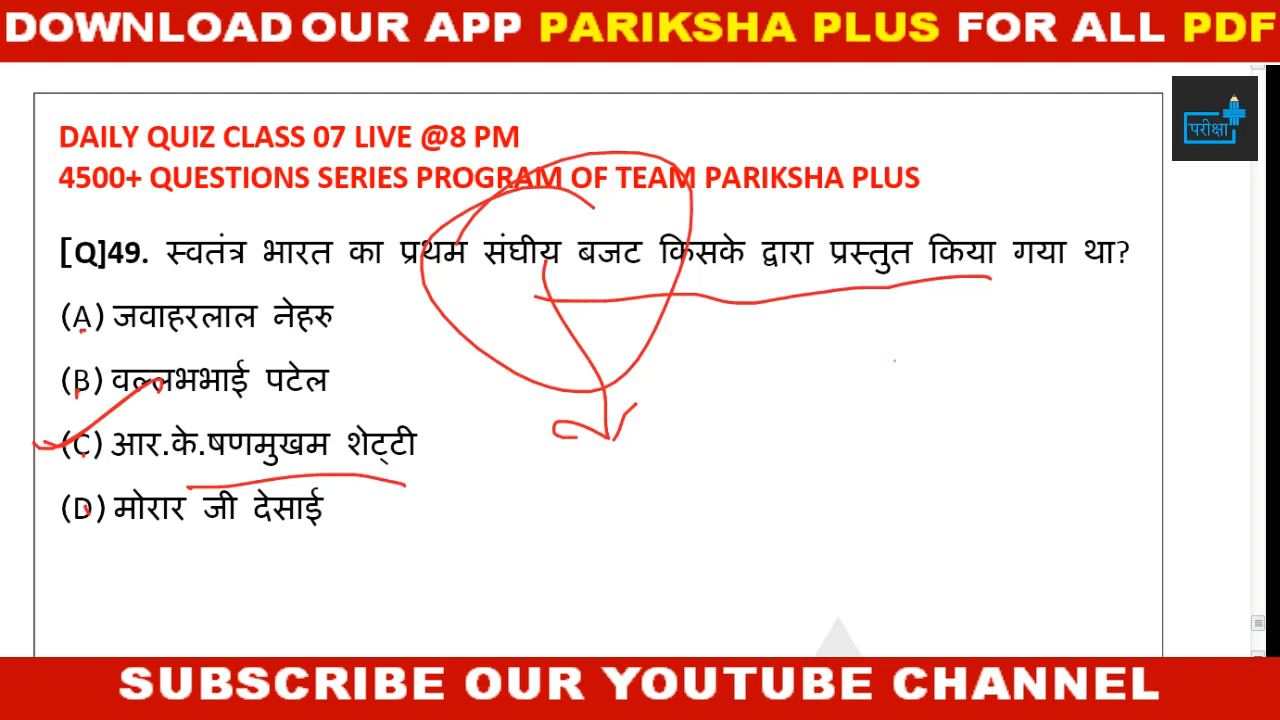 DOWNLOAD OUR APP PARIKSHA PLUS FOR ALL PDF
परीक्षा
DAILY QUIZ CLASS 07 LIVE @8 PM
4500+ QUESTIONS SERIES PROGRAM OF TEAM PARIKSHA PLUS
[Q]49. स्वतंत्र भारत का प्रथम संघीय बजट किसके द्वारा प्रस्तुत किया गया था?
(A) जवाहरलाल नेहरु
(B) वल्लभभाई पटेल
(C) आर.के.षणमुखम शेट्टी
(D) मोरार जी देसाई
SUBSCRIBE OUR YOUTUBE CHANNEL